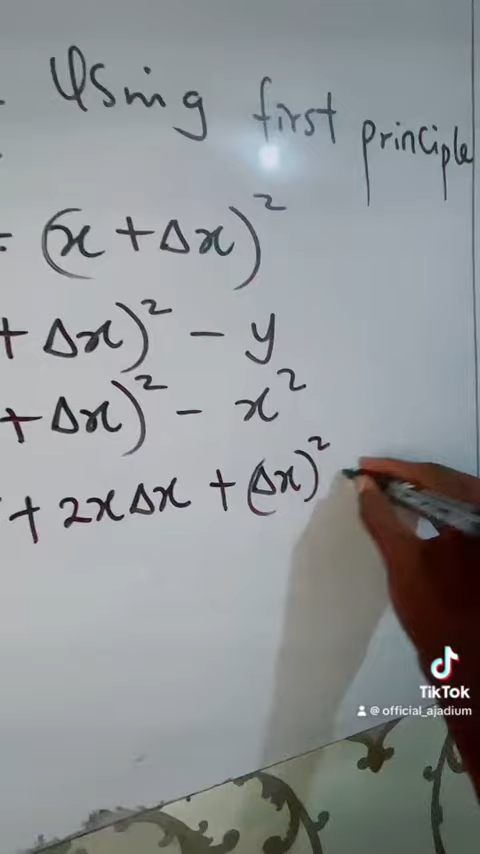 Using first principle
= (x + Δx)²
+ Δx)² - y
+ Δx)² - x²
+ 2xΔx + (Δx)²
TikTok
@ official_ajadium